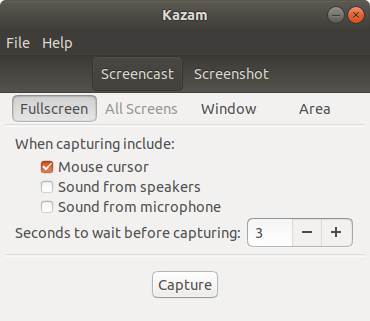 Kazam
File Help
Screencast Screenshot
Fullscreen All Screens Window Area
When capturing include:
Mouse cursor
Sound from speakers
Sound from microphone
Seconds to wait before capturing: 3 − +
Capture